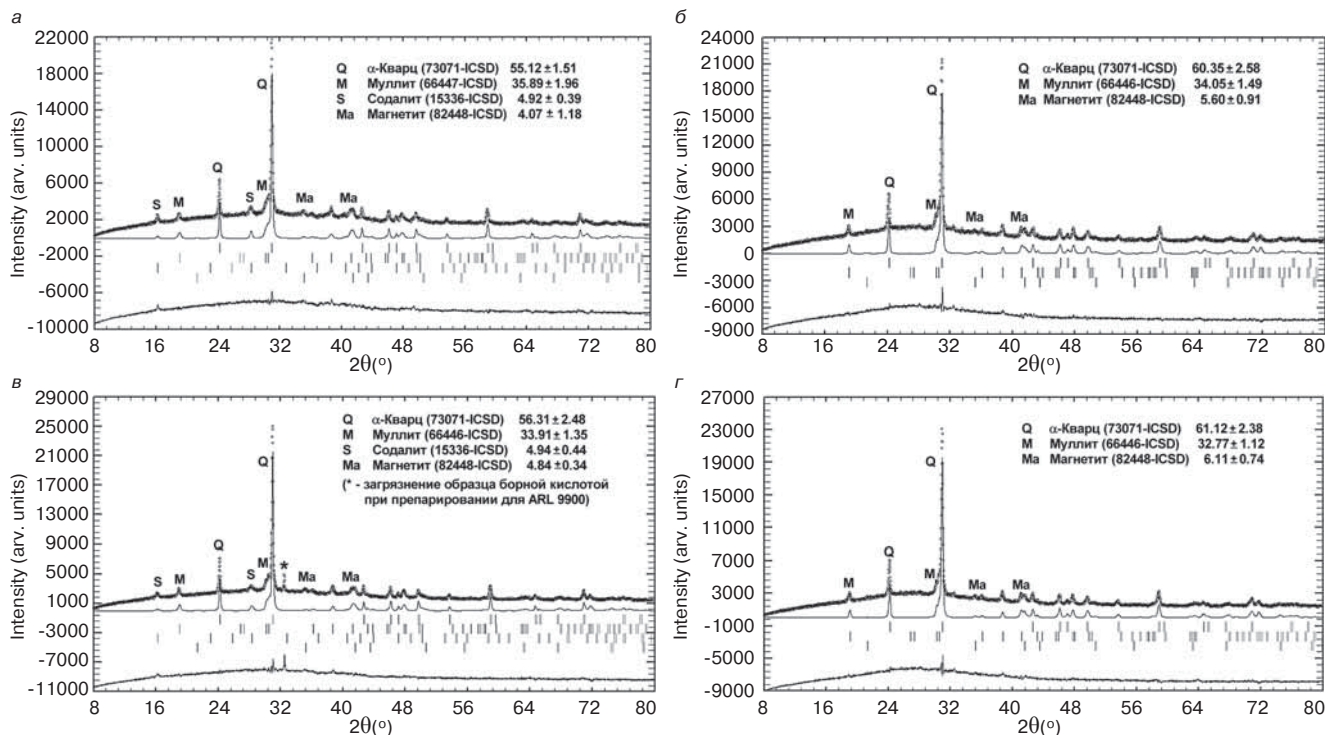 а
22000
18000
14000
10000
6000
2000
-2000
-6000
-10000
Intensity (arv. units)
Q α-Кварц (73071-ICSD) 55.12±1.51
M Муллит (66447-ICSD) 35.89±1.96
S Содалит (15336-ICSD) 4.92±0.39
Ma Магнетит (82448-ICSD) 4.07±1.18
Q
Q
S M S M Ma Ma
8 16 24 32 40 48 56 64 72 80
2θ(°)
б
24000
21000
18000
15000
12000
9000
6000
3000
0
-3000
-6000
-9000
Intensity (arv. units)
Q α-Кварц (73071-ICSD) 60.35±2.58
M Муллит (66446-ICSD) 34.05±1.49
Ma Магнетит (82448-ICSD) 5.60±0.91
Q
Q
M M Ma Ma
8 16 24 32 40 48 56 64 72 80
2θ(°)
в
29000
25000
21000
17000
13000
9000
5000
1000
-3000
-7000
-11000
Intensity (arv. units)
Q α-Кварц (73071-ICSD) 56.31±2.48
M Муллит (66446-ICSD) 33.91±1.35
S Содалит (15336-ICSD) 4.94±0.44
Ma Магнетит (82448-ICSD) 4.84±0.34
(* - загрязнение образца борной кислотой
при препарировании для ARL 9900)
Q
Q
S M S M * Ma Ma
8 16 24 32 40 48 56 64 72 80
2θ(°)
г
27000
23000
19000
15000
11000
7000
3000
-1000
-5000
-9000
Intensity (arv. units)
Q α-Кварц (73071-ICSD) 61.12±2.38
M Муллит (66446-ICSD) 32.77±1.12
Ma Магнетит (82448-ICSD) 6.11±0.74
Q
Q
M M Ma Ma
8 16 24 32 40 48 56 64 72 80
2θ(°)